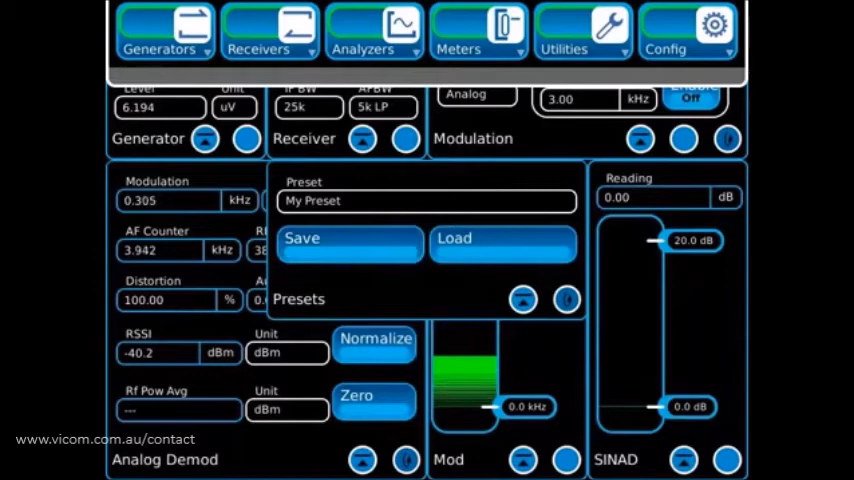 Generators
Receivers
Analyzers
Meters
Utilities
Config
Level
Unit
IF BW
AFBW
Enable
6.194
uV
25k
5k LP
Analog
3.00
kHz
Off
Generator
Receiver
Modulation
Modulation
0.305
kHz
Preset
My Preset
Reading
0.00
dB
AF Counter
3.942
kHz
Save
Load
20.0 dB
Distortion
100.00
%
0.
Presets
RSSI
-40.2
dBm
Unit
dBm
Normalize
Rf Pow Avg
---
Unit
dBm
Zero
0.0 kHz
0.0 dB
www.vicom.com.au/contact
Analog Demod
Mod
SINAD